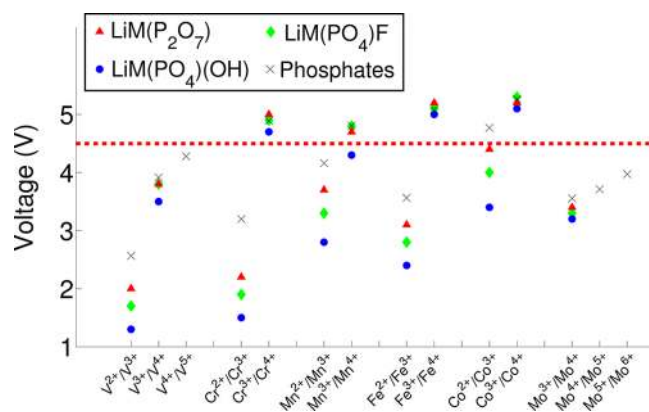 LiM(P₂O₇)
LiM(PO₄)F
LiM(PO₄)(OH)
Phosphates
Voltage (V)
5
4
3
2
1
V²⁺/V³⁺
V³⁺/V⁴⁺
V⁴⁺/V⁵⁺
Cr²⁺/Cr³⁺
Cr³⁺/Cr⁴⁺
Mn²⁺/Mn³⁺
Mn³⁺/Mn⁴⁺
Fe²⁺/Fe³⁺
Fe³⁺/Fe⁴⁺
Co²⁺/Co³⁺
Co³⁺/Co⁴⁺
Mo³⁺/Mo⁴⁺
Mo⁴⁺/Mo⁵⁺
Mo⁵⁺/Mo⁶⁺